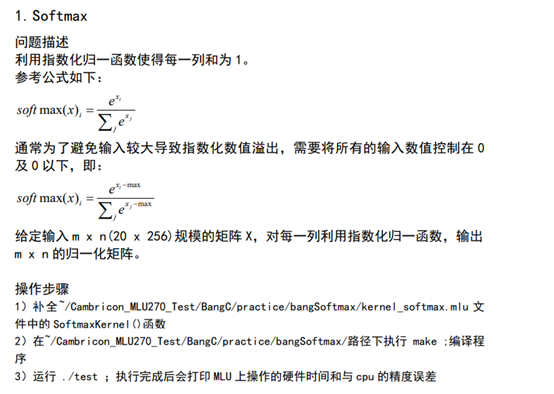 1. Softmax
问题描述
利用指数化归一函数使得每一列和为 1。
参考公式如下：
soft max(x)_i = e^{x_i} / ∑_j e^{x_j}
通常为了避免输入较大导致指数化数值溢出，需要将所有的输入数值控制在 0
及 0 以下，即：
soft max(x)_i = e^{x_i-max} / ∑_j e^{x_j-max}
给定输入 m x n(20 x 256)规模的矩阵 X，对每一列利用指数化归一函数，输出
m x n 的归一化矩阵。
操作步骤
1）补全~/Cambricon_MLU270_Test/BangC/practice/bangSoftmax/kernel_softmax.mlu 文
件中的 SoftmaxKernel()函数
2）在~/Cambricon_MLU270_Test/BangC/practice/bangSoftmax/路径下执行 make ;编译程
序
3）运行 ./test ；执行完成后会打印 MLU 上操作的硬件时间和与 cpu 的精度误差